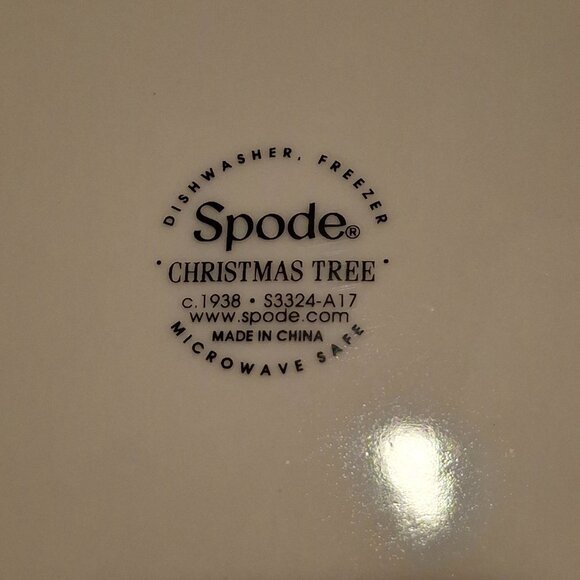 DISHWASHER, FREEZER
Spode®
· CHRISTMAS TREE ·
c.1938 • S3324-A17
www.spode.com
MADE IN CHINA
MICROWAVE SAFE